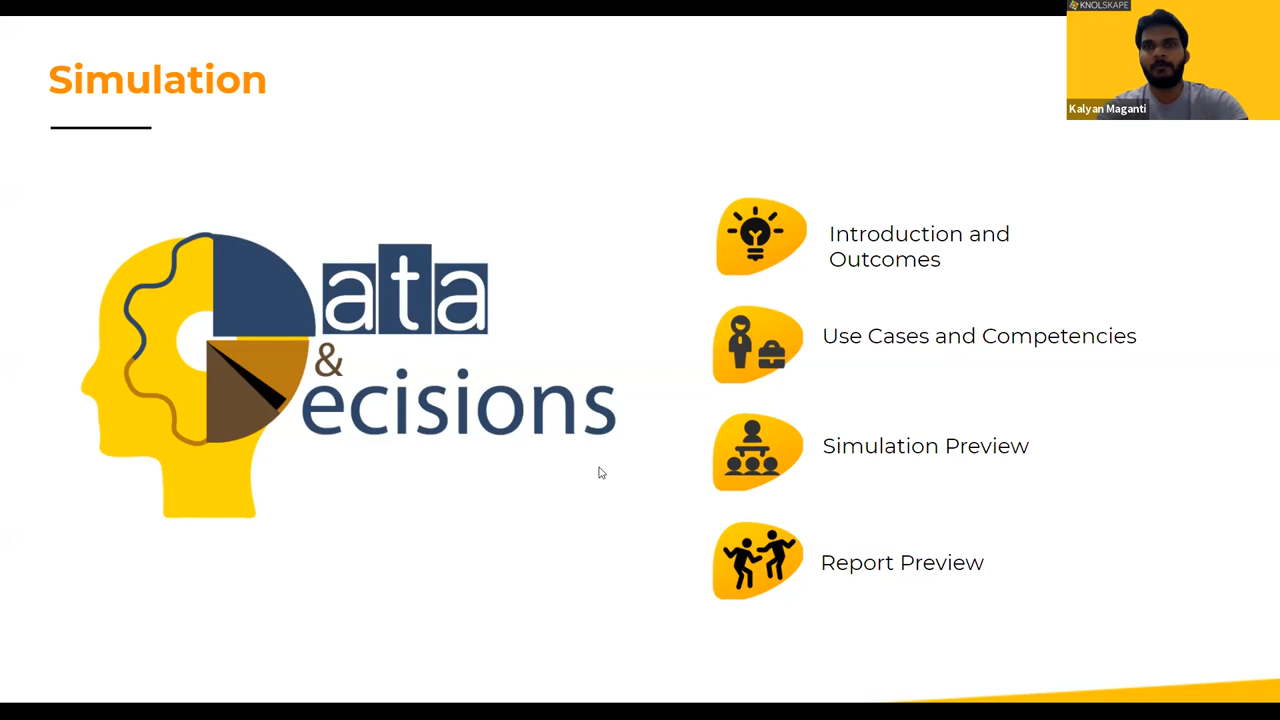 KNOLSKAPE
Kalyan Maganti
Simulation
ata
&
ecisions
Introduction and
Outcomes
Use Cases and Competencies
Simulation Preview
Report Preview